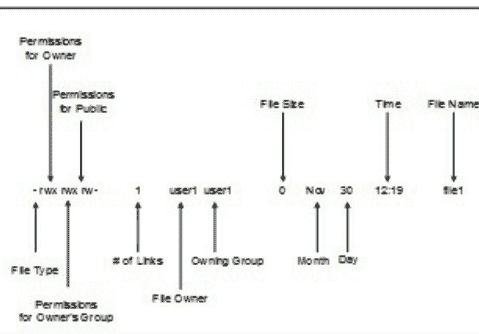 Permissions
for Owner
Permissions
for Public
File Size
Time
File Name
- rwx rwx rw- 1 user1 user1 0 Nov 30 12:19 file1
File Type
# of Links
Owning Group
Month
Day
Permissions
for Owner's Group
File Owner